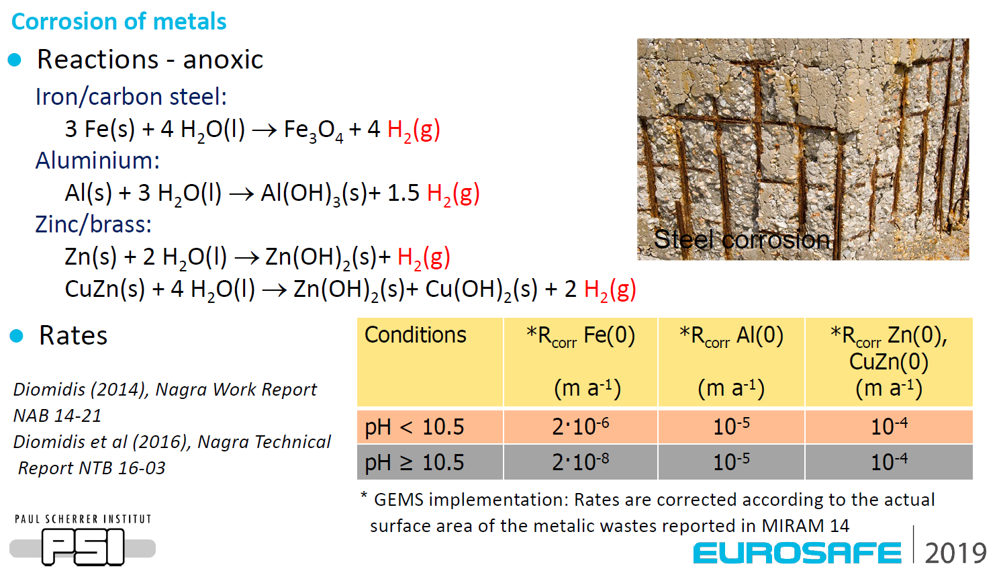 Corrosion of metals
Reactions - anoxic
Iron/carbon steel:
3 Fe(s) + 4 H₂O(l) → Fe₃O₄ + 4 H₂(g)
Aluminium:
Al(s) + 3 H₂O(l) → Al(OH)₃(s)+ 1.5 H₂(g)
Zinc/brass:
Zn(s) + 2 H₂O(l) → Zn(OH)₂(s)+ H₂(g)
CuZn(s) + 4 H₂O(l) → Zn(OH)₂(s)+ Cu(OH)₂(s) + 2 H₂(g)
Steel corrosion
Rates
Diomidis (2014), Nagra Work Report
NAB 14-21
Diomidis et al (2016), Nagra Technical
Report NTB 16-03
Conditions *R_corr Fe(0) *R_corr Al(0) *R_corr Zn(0),
CuZn(0)
(m a⁻¹) (m a⁻¹) (m a⁻¹)
pH < 10.5 2·10⁻⁶ 10⁻⁵ 10⁻⁴
pH ≥ 10.5 2·10⁻⁸ 10⁻⁵ 10⁻⁴
* GEMS implementation: Rates are corrected according to the actual
surface area of the metalic wastes reported in MIRAM 14
PAUL SCHERRER INSTITUT
PSI
EUROSAFE | 2019